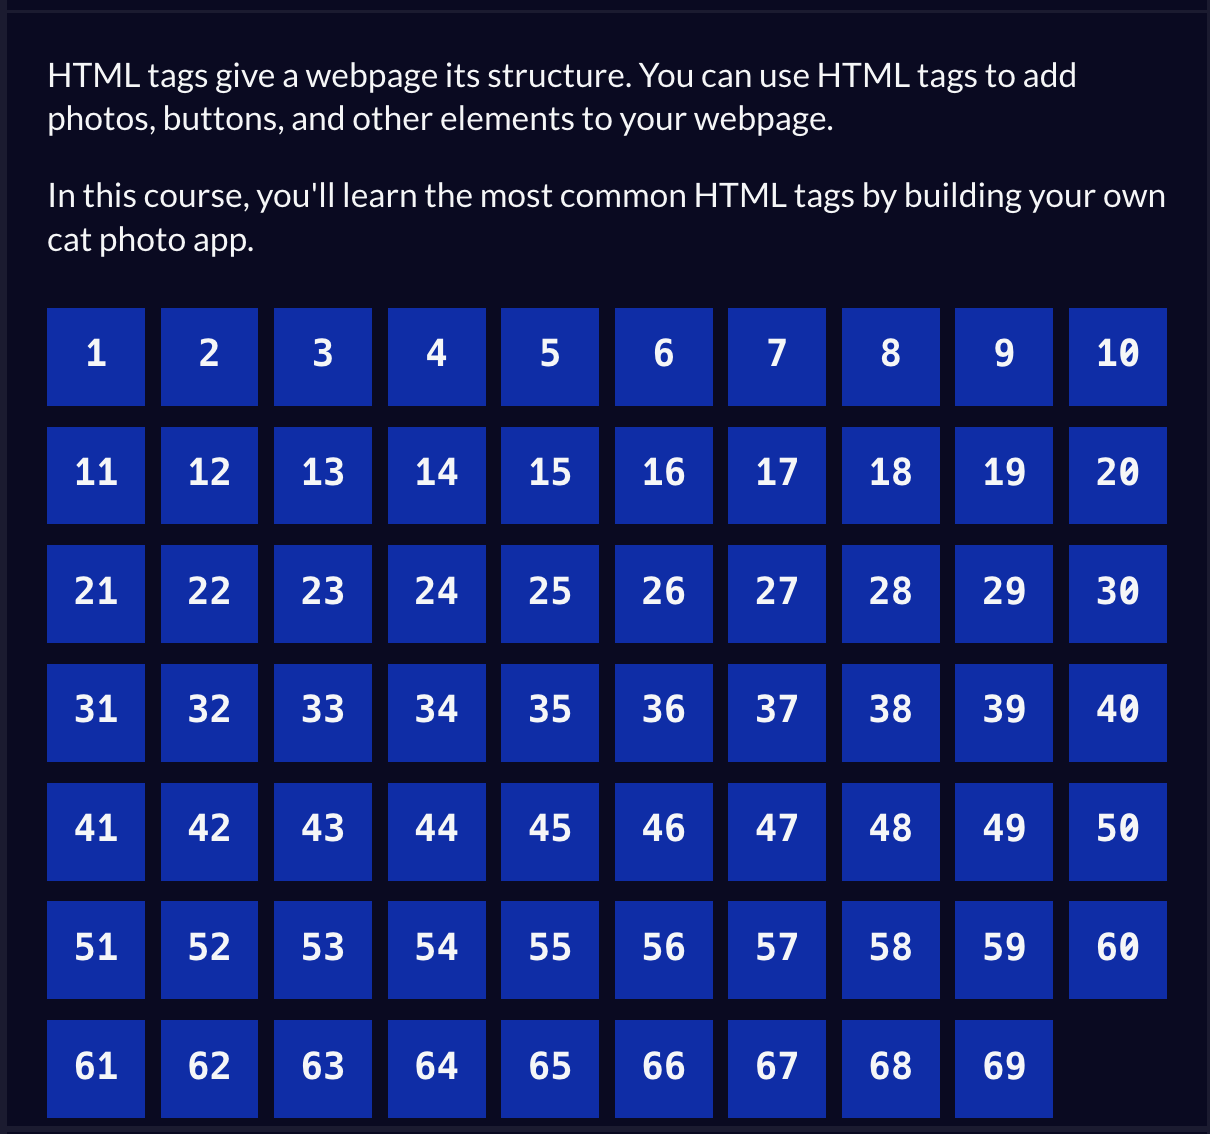 HTML tags give a webpage its structure. You can use HTML tags to add
photos, buttons, and other elements to your webpage.
In this course, you'll learn the most common HTML tags by building your own
cat photo app.
1 2 3 4 5 6 7 8 9 10
11 12 13 14 15 16 17 18 19 20
21 22 23 24 25 26 27 28 29 30
31 32 33 34 35 36 37 38 39 40
41 42 43 44 45 46 47 48 49 50
51 52 53 54 55 56 57 58 59 60
61 62 63 64 65 66 67 68 69